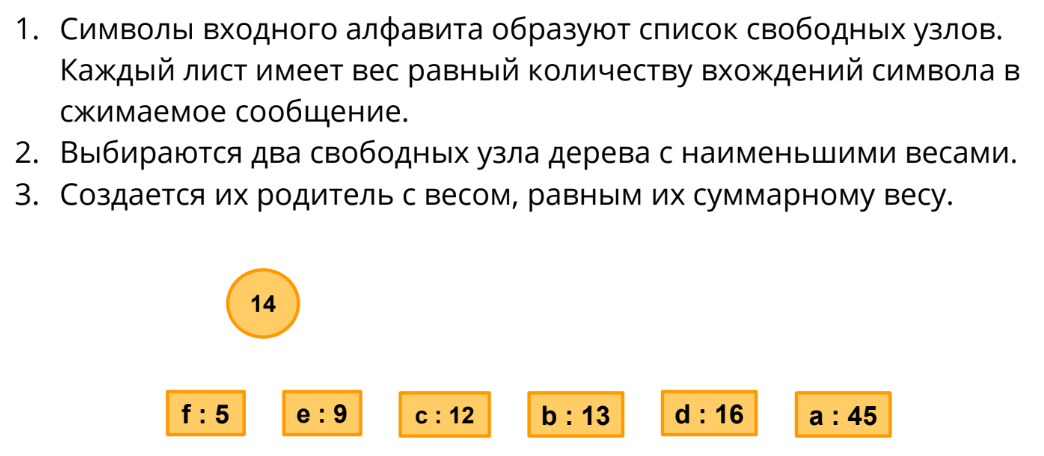 1. Символы входного алфавита образуют список свободных узлов.
Каждый лист имеет вес равный количеству вхождений символа в
сжимаемое сообщение.
2. Выбираются два свободных узла дерева с наименьшими весами.
3. Создается их родитель с весом, равным их суммарному весу.
14
f : 5 e : 9 c : 12 b : 13 d : 16 a : 45